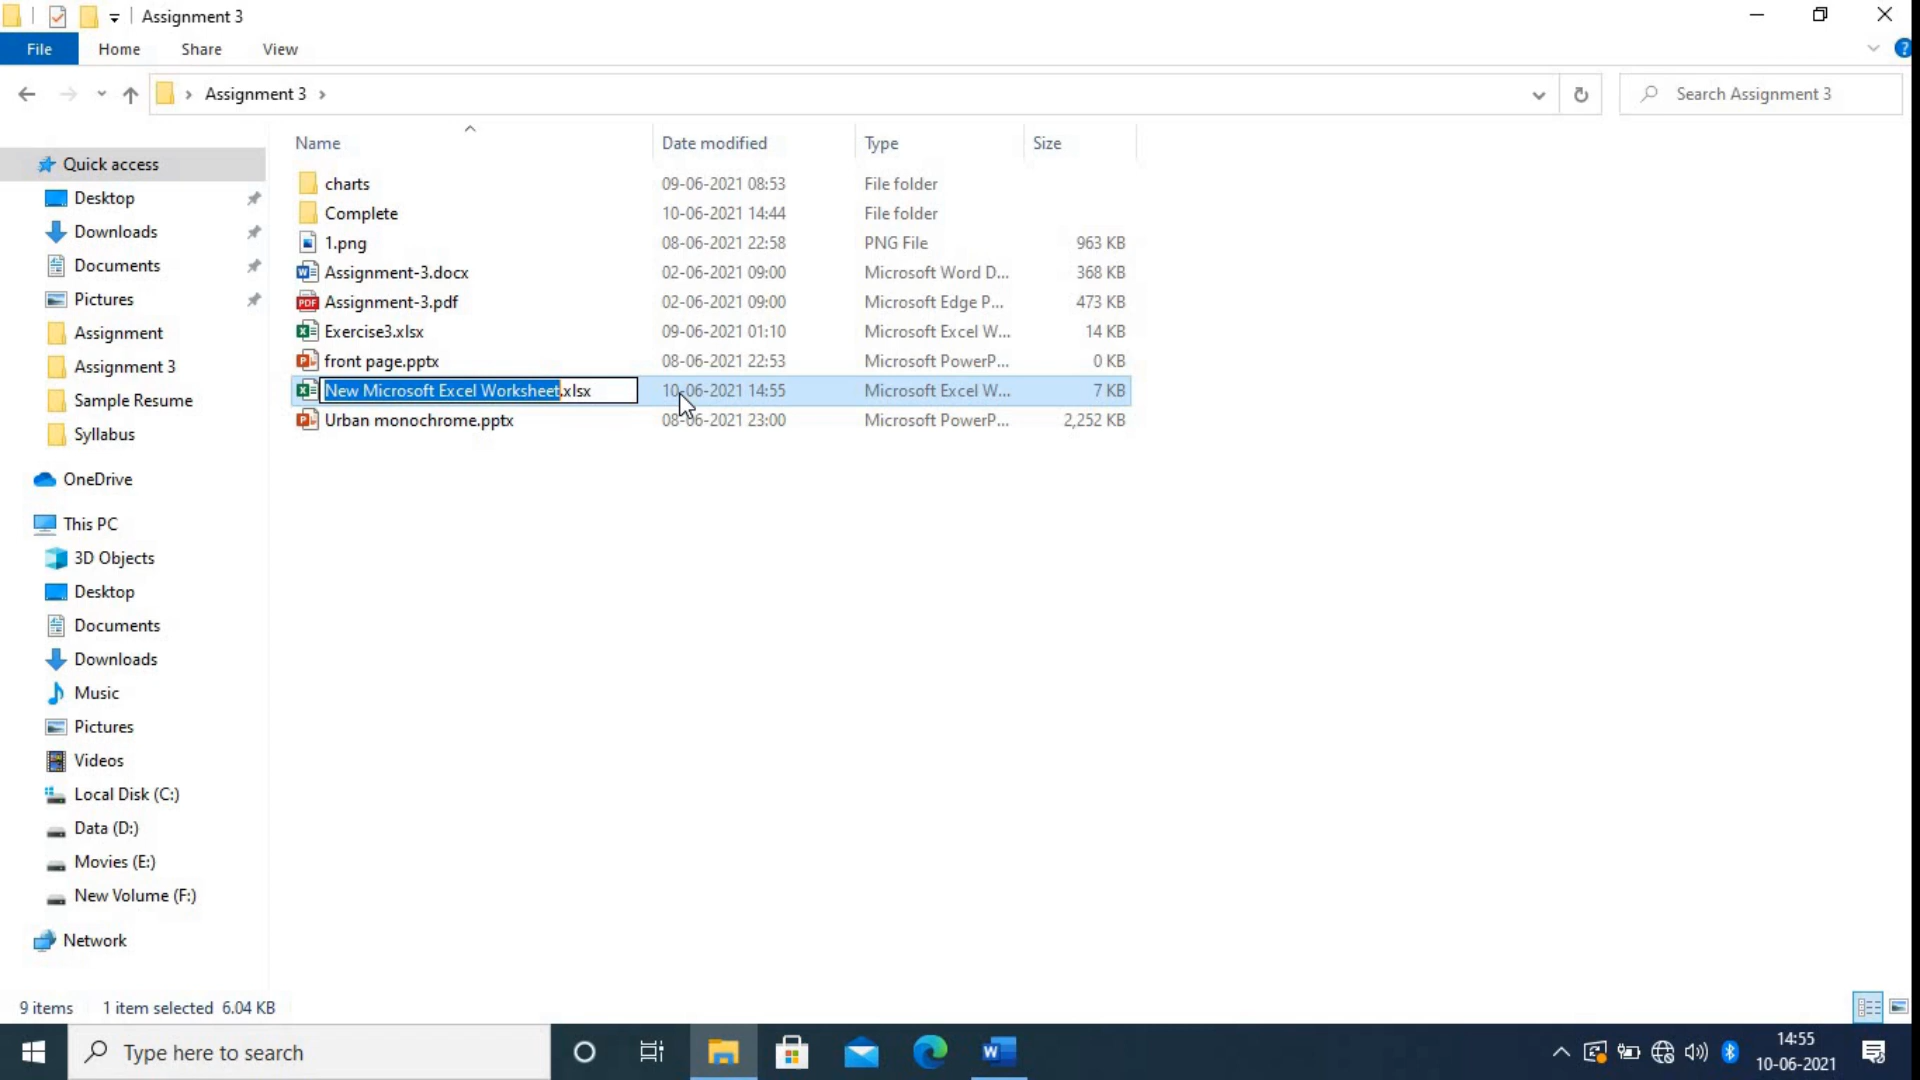 Assignment 3
File Home Share View
Assignment 3
Search Assignment 3
Name Date modified Type Size
Quick access
Desktop
Downloads
Documents
Pictures
Assignment
Assignment 3
Sample Resume
Syllabus
OneDrive
This PC
3D Objects
Desktop
Documents
Downloads
Music
Pictures
Videos
Local Disk (C:)
Data (D:)
Movies (E:)
New Volume (F:)
Network
charts 09-06-2021 08:53 File folder
Complete 10-06-2021 14:44 File folder
1.png 08-06-2021 22:58 PNG File 963 KB
Assignment-3.docx 02-06-2021 09:00 Microsoft Word D... 368 KB
Assignment-3.pdf 02-06-2021 09:00 Microsoft Edge P... 473 KB
Exercise3.xlsx 09-06-2021 01:10 Microsoft Excel W... 14 KB
front page.pptx 08-06-2021 22:53 Microsoft PowerP... 0 KB
New Microsoft Excel Worksheet.xlsx 10-06-2021 14:55 Microsoft Excel W... 7 KB
Urban monochrome.pptx 08-06-2021 23:00 Microsoft PowerP... 2,252 KB
9 items 1 item selected 6.04 KB
Type here to search
14:55
10-06-2021